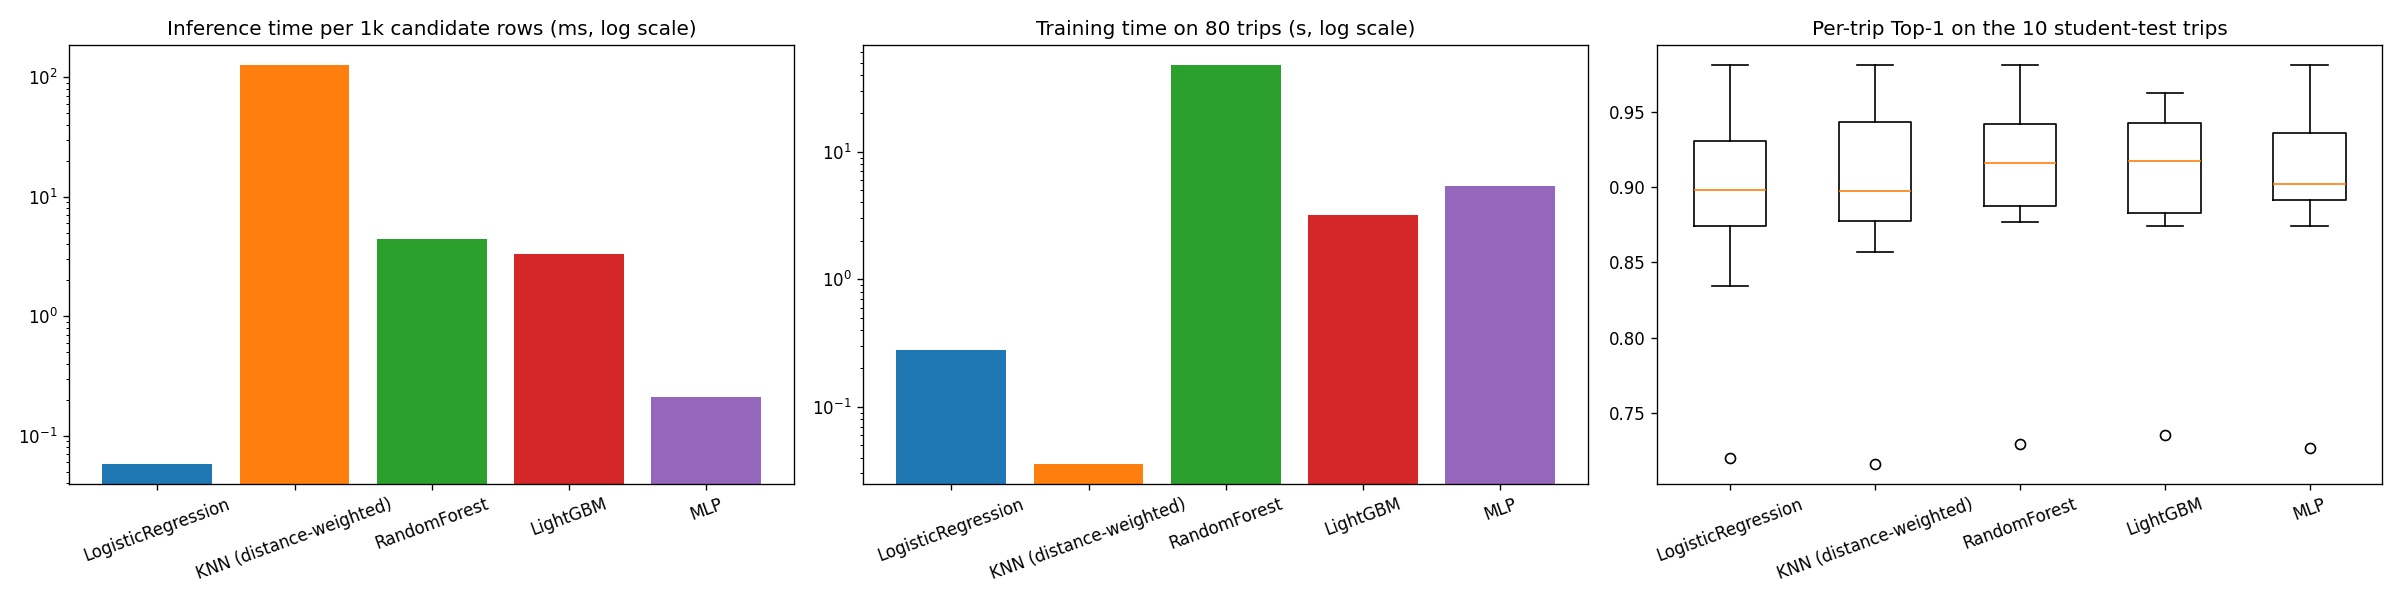 Inference time per 1k candidate rows (ms, log scale)
10²
10¹
10⁰
10⁻¹
LogisticRegression
KNN (distance-weighted)
RandomForest
LightGBM
MLP
Training time on 80 trips (s, log scale)
10¹
10⁰
10⁻¹
LogisticRegression
KNN (distance-weighted)
RandomForest
LightGBM
MLP
Per-trip Top-1 on the 10 student-test trips
0.95
0.90
0.85
0.80
0.75
LogisticRegression
KNN (distance-weighted)
RandomForest
LightGBM
MLP